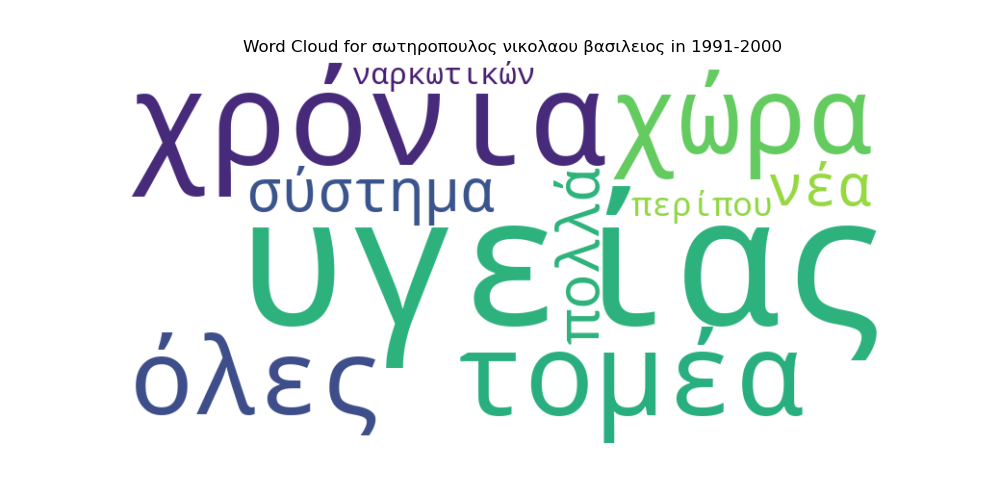 Word Cloud for σωτηροπουλος νικολαου βασιλειος in 1991-2000
ναρκωτικών
χρόνια
χώρα
σύστημα
πολλά
περίπου
νέα
υγείας
όλες
τομέα